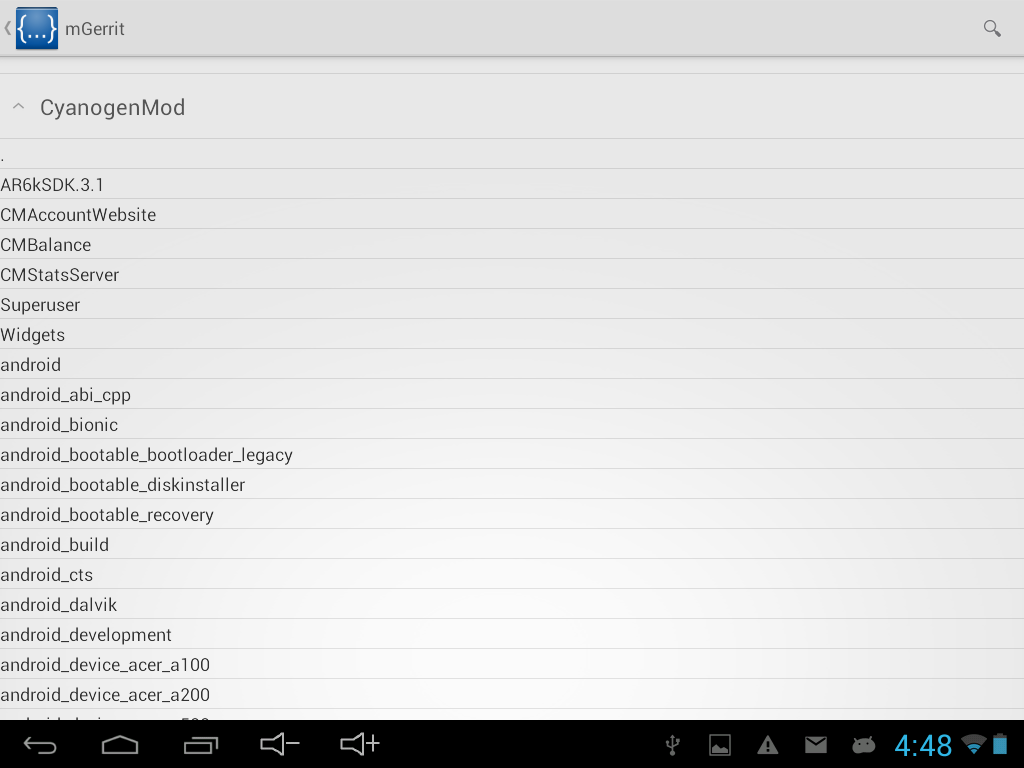 mGerrit
CyanogenMod
.
AR6kSDK.3.1
CMAccountWebsite
CMBalance
CMStatsServer
Superuser
Widgets
android
android_abi_cpp
android_bionic
android_bootable_bootloader_legacy
android_bootable_diskinstaller
android_bootable_recovery
android_build
android_cts
android_dalvik
android_development
android_device_acer_a100
android_device_acer_a200
4:48